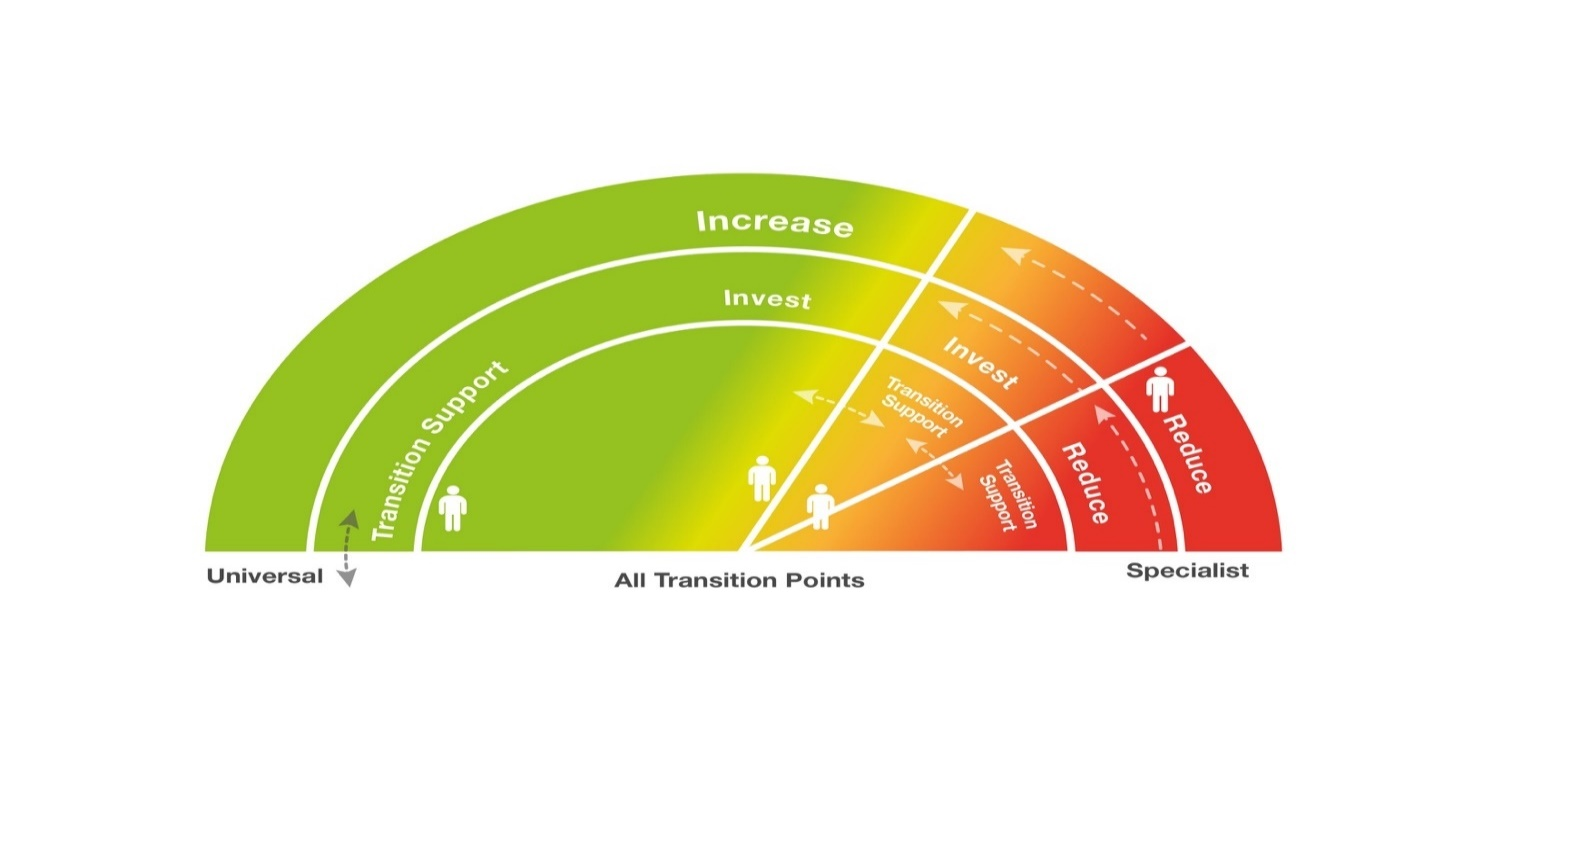 Increase
Invest
Transition Support
Invest
Transition
Support
Reduce
Reduce
Transition
Support
Universal
All Transition Points
Specialist